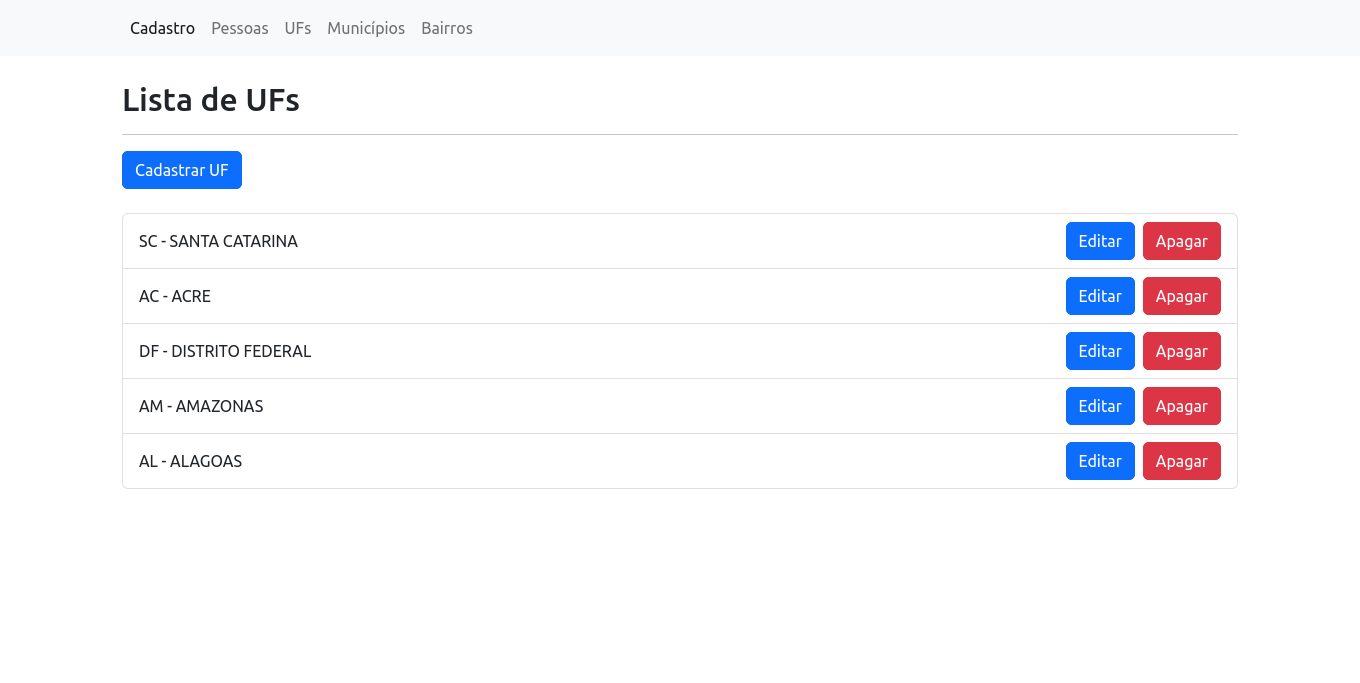 Cadastro Pessoas UFs Municípios Bairros
Lista de UFs
Cadastrar UF
SC - SANTA CATARINA Editar Apagar
AC - ACRE Editar Apagar
DF - DISTRITO FEDERAL Editar Apagar
AM - AMAZONAS Editar Apagar
AL - ALAGOAS Editar Apagar